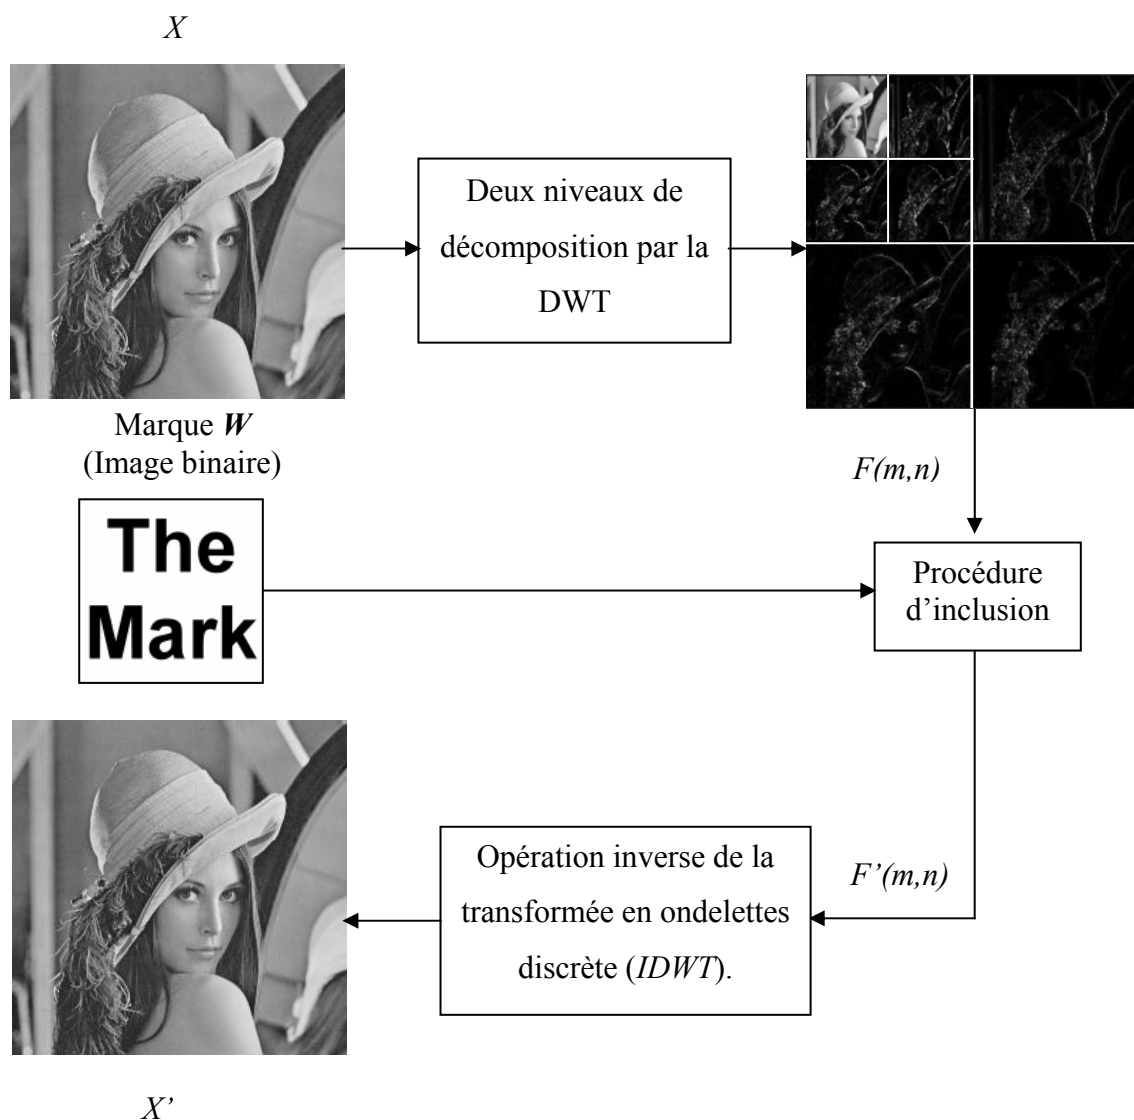 X
Deux niveaux de
décomposition par la
DWT
Marque W
(Image binaire)
F(m,n)
The
Mark
Procédure
d’inclusion
Opération inverse de la
transformée en ondelettes
discrète (IDWT).
F’(m,n)
X’